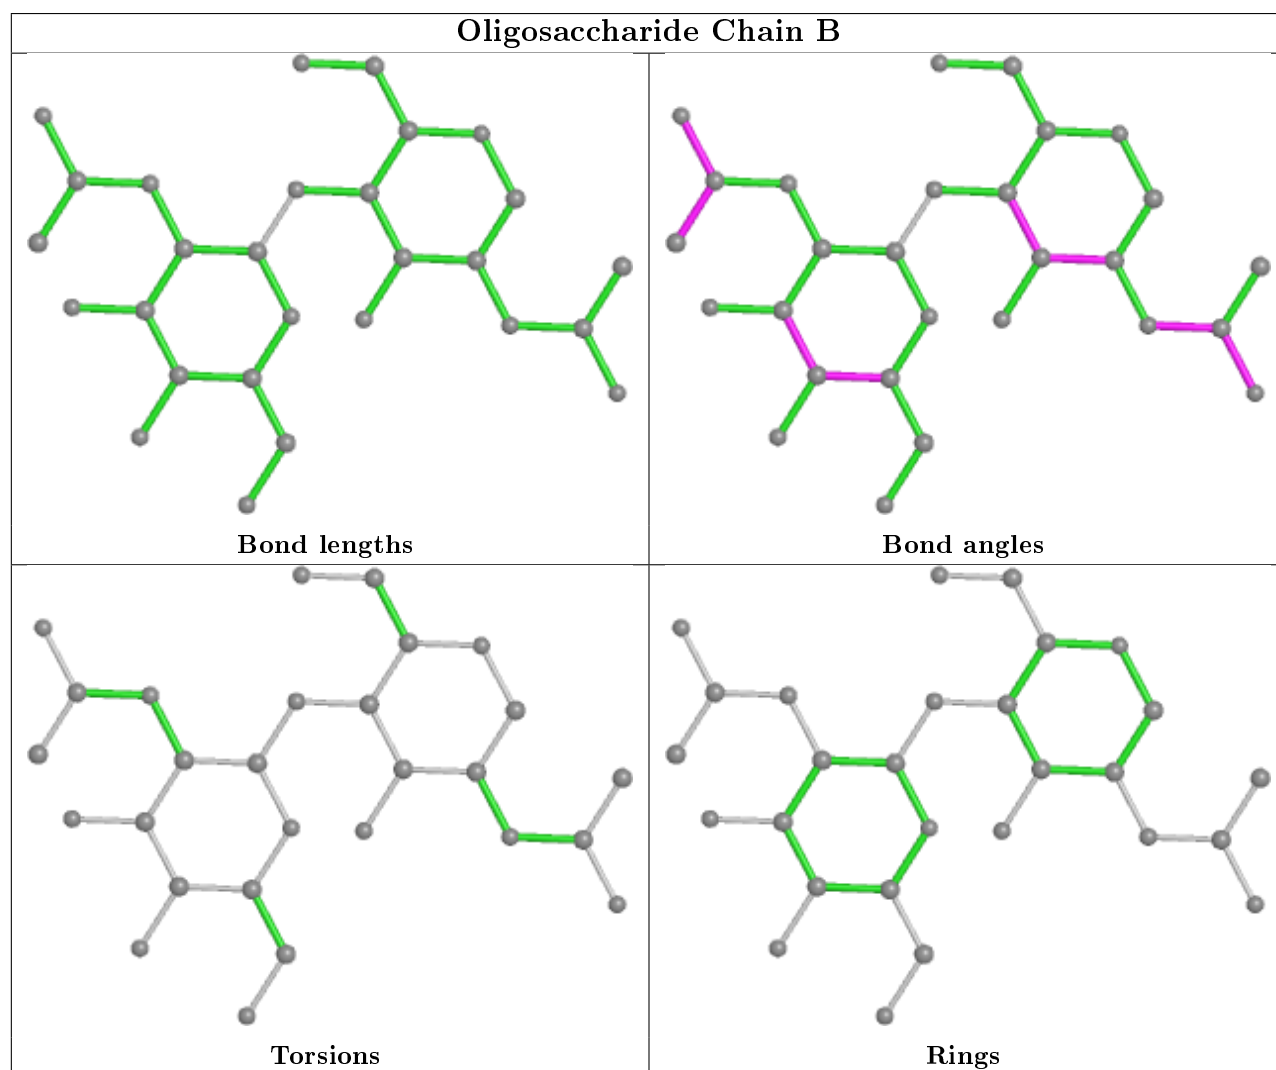 Oligosaccharide Chain B
Bond lengths
Bond angles
Torsions
Rings